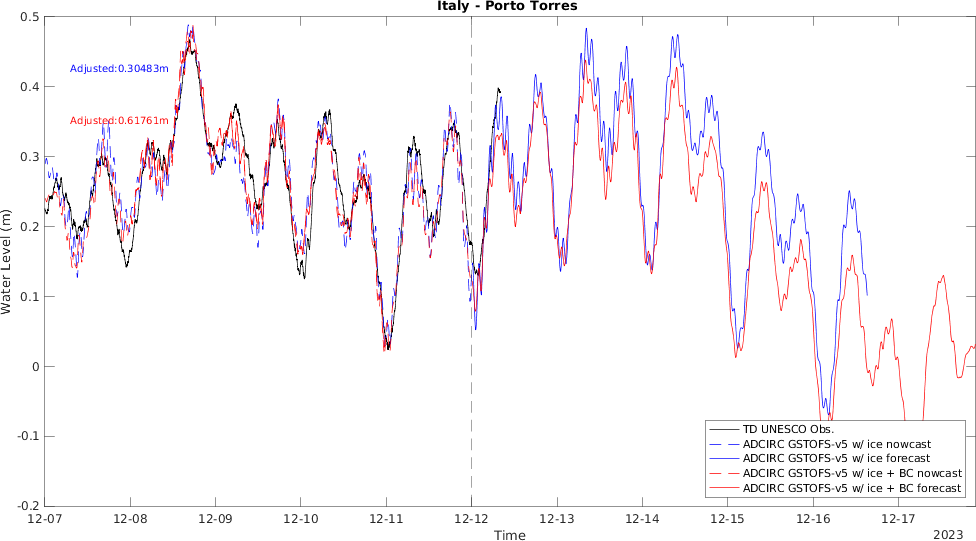 Italy - Porto Torres
0.5
0.4
0.3
0.2
0.1
0
-0.1
-0.2
Water Level (m)
Adjusted:0.30483m
Adjusted:0.61761m
TD UNESCO Obs.
ADCIRC GSTOFS-v5 w/ ice nowcast
ADCIRC GSTOFS-v5 w/ ice forecast
ADCIRC GSTOFS-v5 w/ ice + BC nowcast
ADCIRC GSTOFS-v5 w/ ice + BC forecast
12-07 12-08 12-09 12-10 12-11 12-12 12-13 12-14 12-15 12-16 12-17
Time
2023